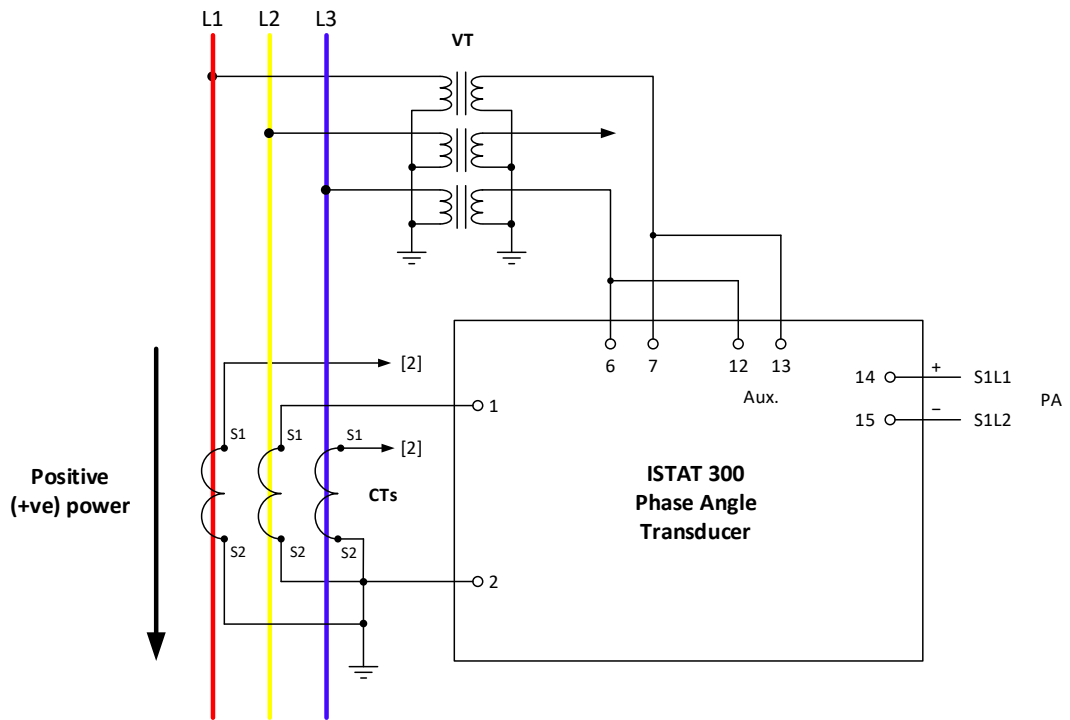 L1 L2 L3
VT
6 7 12 13
Aux.
14 + S1L1
15 − S1L2
PA
[2]
1
S1 S1 S1 [2]
CTs
S2 S2 S2
2
Positive
(+ve) power
ISTAT 300
Phase Angle
Transducer